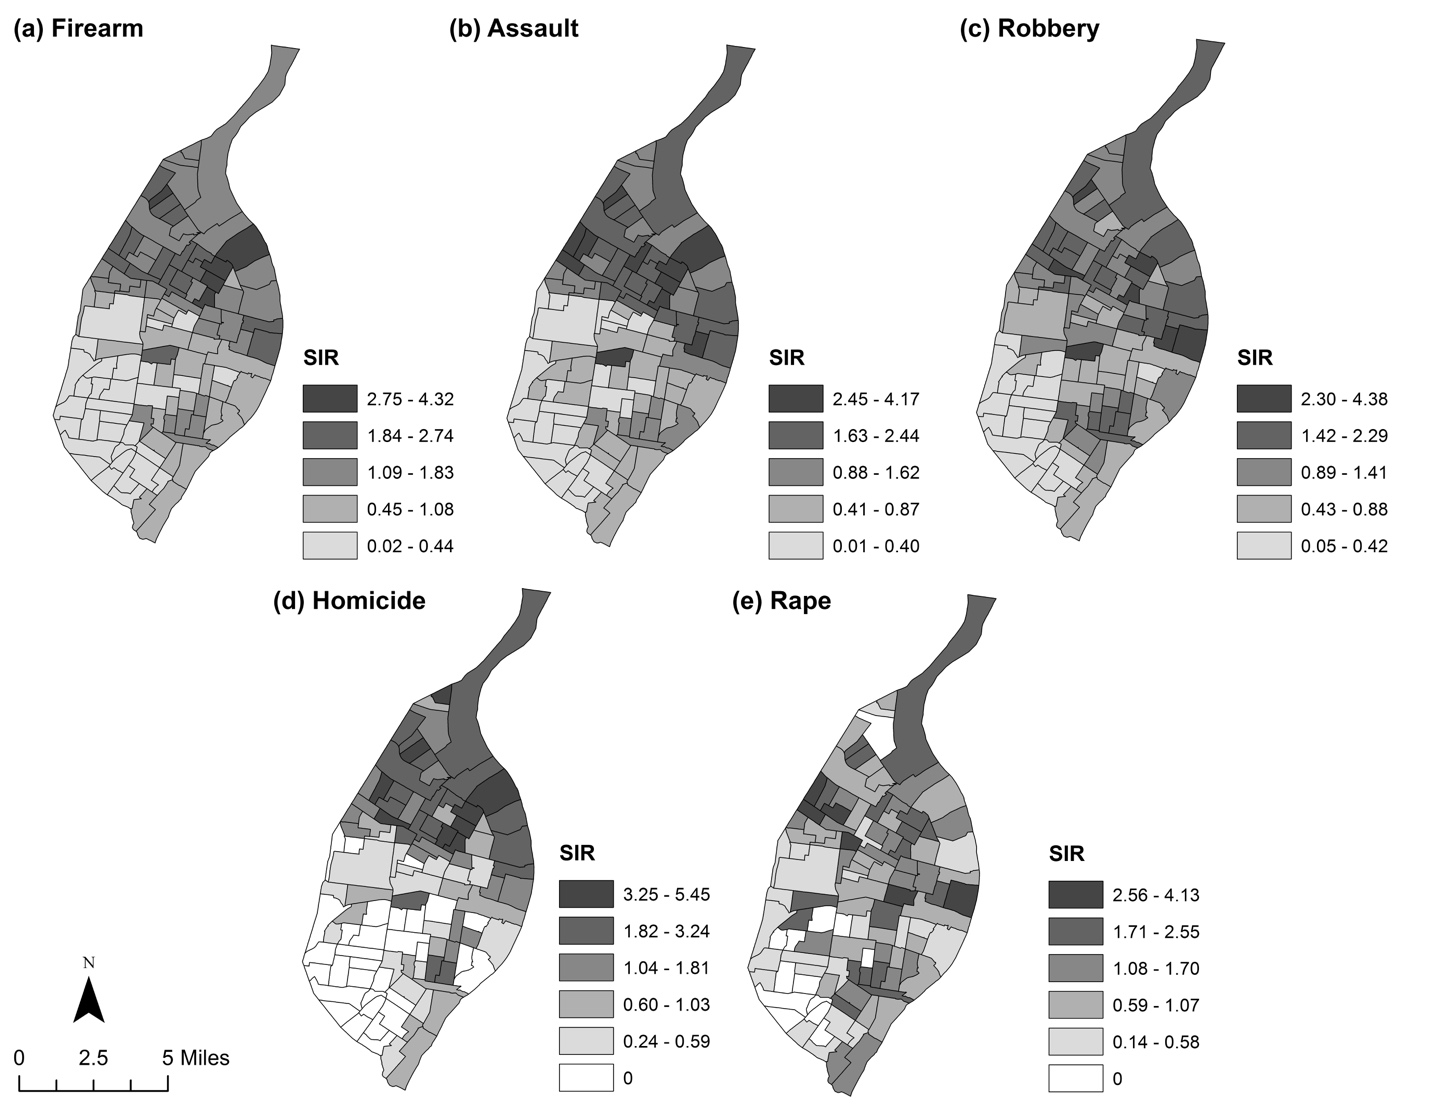 (a) Firearm
(b) Assault
(c) Robbery
SIR
2.75 - 4.32
1.84 - 2.74
1.09 - 1.83
0.45 - 1.08
0.02 - 0.44
SIR
2.45 - 4.17
1.63 - 2.44
0.88 - 1.62
0.41 - 0.87
0.01 - 0.40
SIR
2.30 - 4.38
1.42 - 2.29
0.89 - 1.41
0.43 - 0.88
0.05 - 0.42
(d) Homicide
(e) Rape
SIR
3.25 - 5.45
1.82 - 3.24
1.04 - 1.81
0.60 - 1.03
0.24 - 0.59
0
SIR
2.56 - 4.13
1.71 - 2.55
1.08 - 1.70
0.59 - 1.07
0.14 - 0.58
0
N
0 2.5 5 Miles